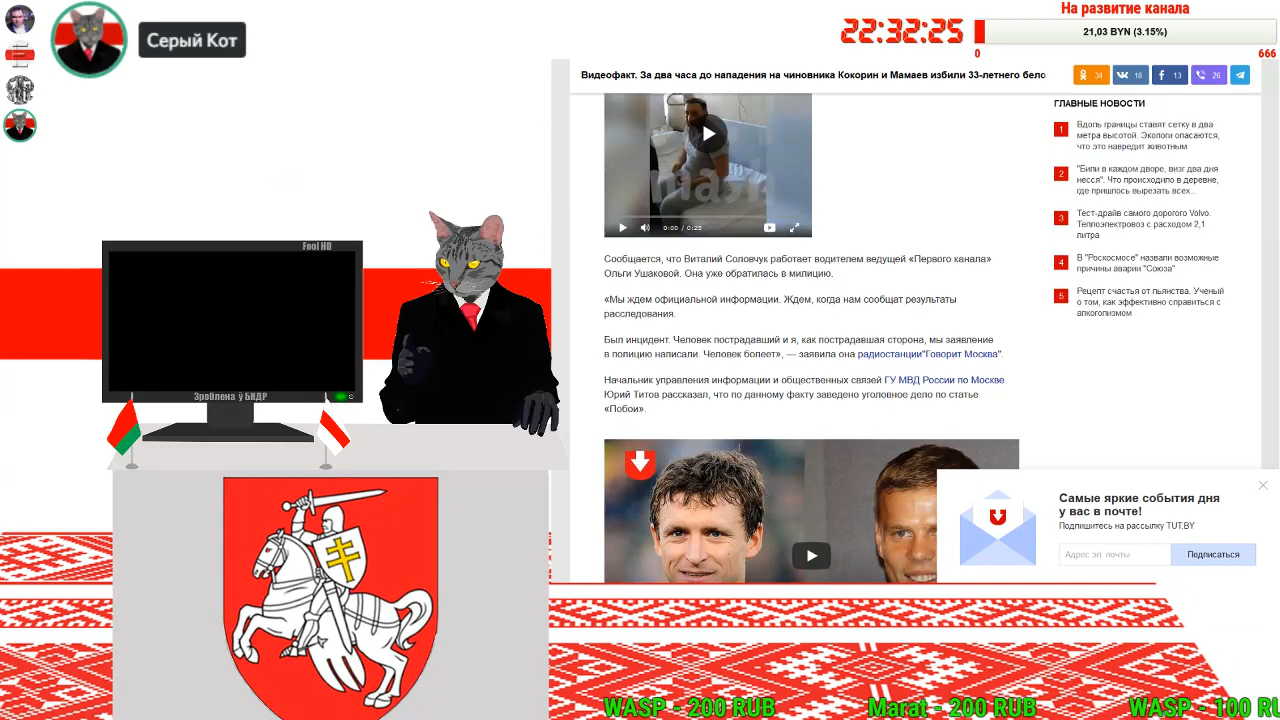 Серый Кот
22:32:25
На развитие канала
21,03 BYN (3.15%)
0
666
Видеофакт. За два часа до нападения на чиновника Кокорин и Мамаев избили 33-летнего бело
34
18
13
26
0:00 / 0:25
Сообщается, что Виталий Соловчук работает водителем ведущей «Первого канала»
Ольги Ушаковой. Она уже обратилась в милицию.
«Мы ждем официальной информации. Ждем, когда нам сообщат результаты
расследования.
Был инцидент. Человек пострадавший и я, как пострадавшая сторона, мы заявление
в полицию написали. Человек болеет», — заявила она радиостанции"Говорит Москва".
Начальник управления информации и общественных связей ГУ МВД России по Москве
Юрий Титов рассказал, что по данному факту заведено уголовное дело по статье
«Побои».
ГЛАВНЫЕ НОВОСТИ
1
Вдоль границы ставят сетку в два
метра высотой. Экологи опасаются,
что это навредит животным
2
"Били в каждом дворе, визг два дня
несся". Что происходило в деревне,
где пришлось вырезать всех...
3
Тест-драйв самого дорогого Volvo.
Теплоэлектровоз с расходом 2,1
литра
4
В "Роскосмосе" назвали возможные
причины аварии "Союза"
5
Рецепт счастья от пьянства. Ученый
о том, как эффективно справиться с
алкоголизмом
Самые яркие события дня
у вас в почте!
Подпишитесь на рассылку TUT.BY
Адрес эл. почты
Подписаться
Fool HD
Зроблена ў БНДР
WASP - 200 RUB
Marat - 200 RUB
WASP - 100 RU